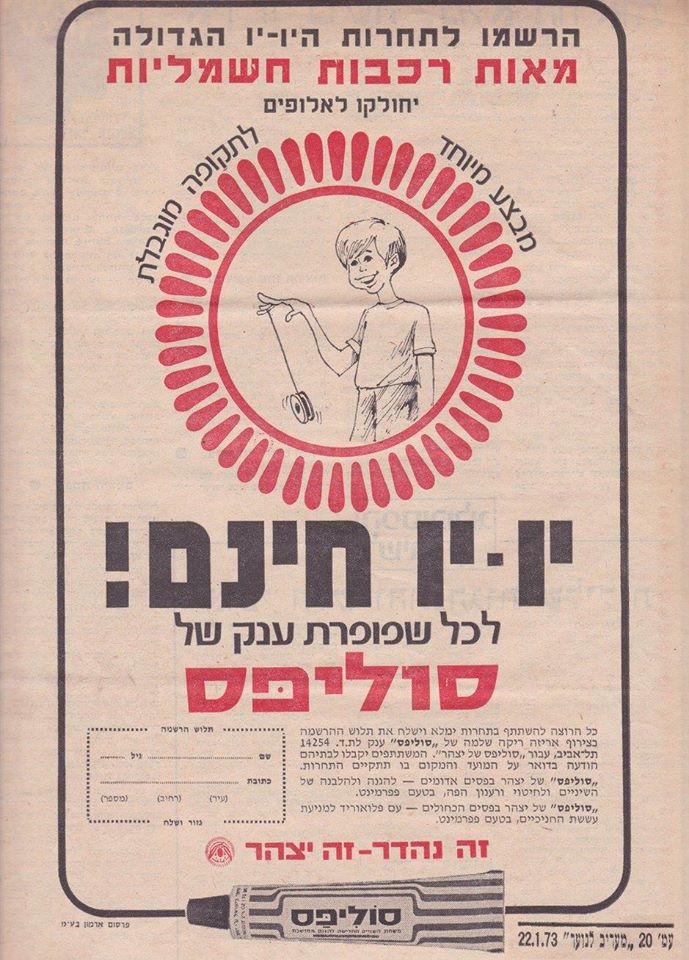 הרשמו לתחרות היו-יו הגדולה
מאות רכבות חשמליות
יחולקו לאלופים
מבצע מיוחד
לתקופה מוגבלת
יו-יו חינם!
לכל שפופרת ענק של
סוליפס
כל הרוצה להשתתף בתחרות ימלא וישלח את תלוש ההרשמה
בצירוף אריזה ריקה שלמה של „סוליפס" ענק לת.ד. 14254
תל-אביב, עבור „סוליפס של יצהר". המשתתפים יקבלו לבתיהם
הודעה בדואר על המועד והמקום בו תתקיים התחרות.
„סוליפס" של יצהר בפסים אדומים — להגנה ולהלבנה של
השיניים ולחיטוי ורענון הפה, בטעם פפרמינט.
„סוליפס" של יצהר בפסים הכחולים — עם פלואוריד למניעת
עששת החניכיים, בטעם פפרמינט.
תלוש הרשמה
שם ......... גיל ......
כתובת
(עיר) (רחוב) (מספר)
גזור ושלח
זה נהדר-זה יצהר
סוליפס
פרסום ארמון בע"מ
עמ' 20 „מעריב לנוער" 22.1.73